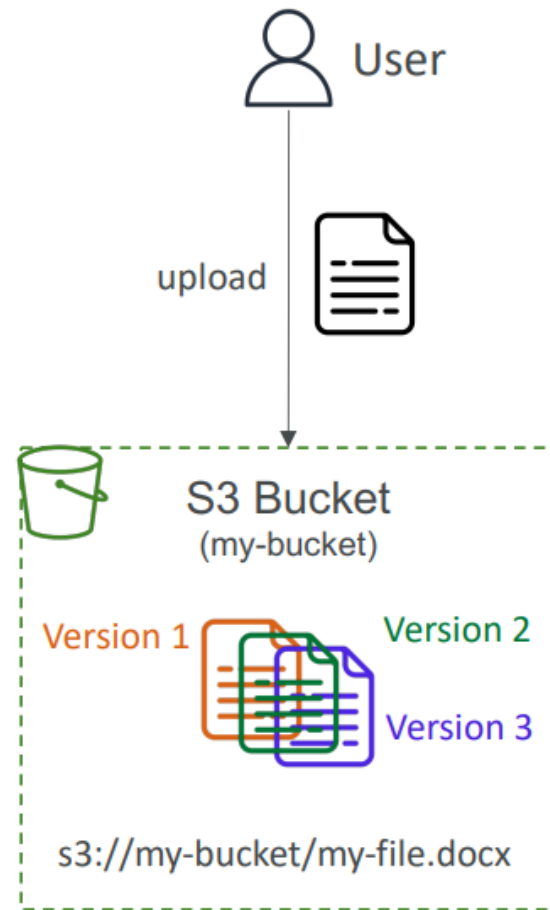 User
upload
S3 Bucket
(my-bucket)
Version 1
Version 2
Version 3
s3://my-bucket/my-file.docx